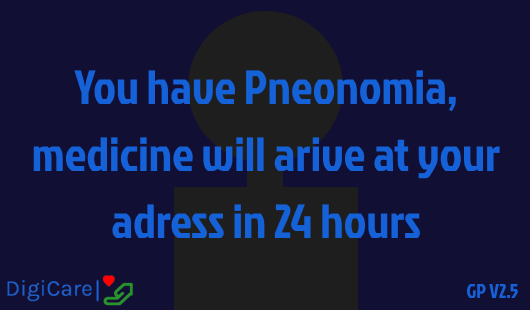 You have Pneonomia,
medicine will arive at your
adress in 24 hours
DigiCare|
GP V2.5